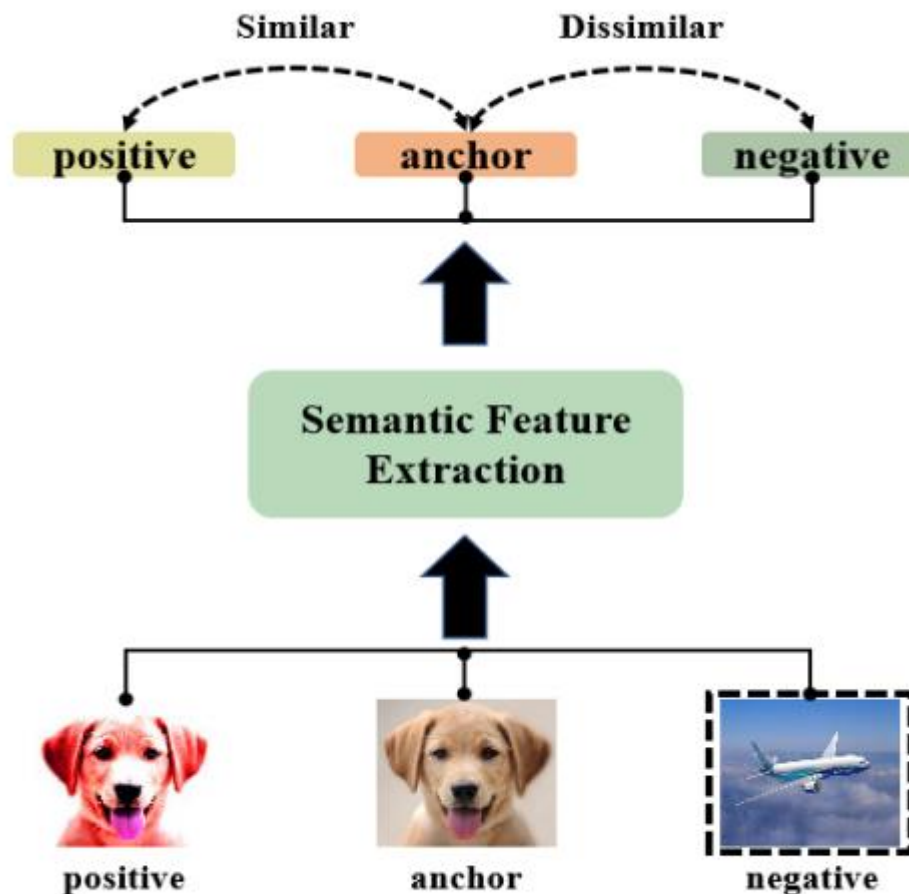 Similar
Dissimilar
positive
anchor
negative
Semantic Feature
Extraction
positive
anchor
negative